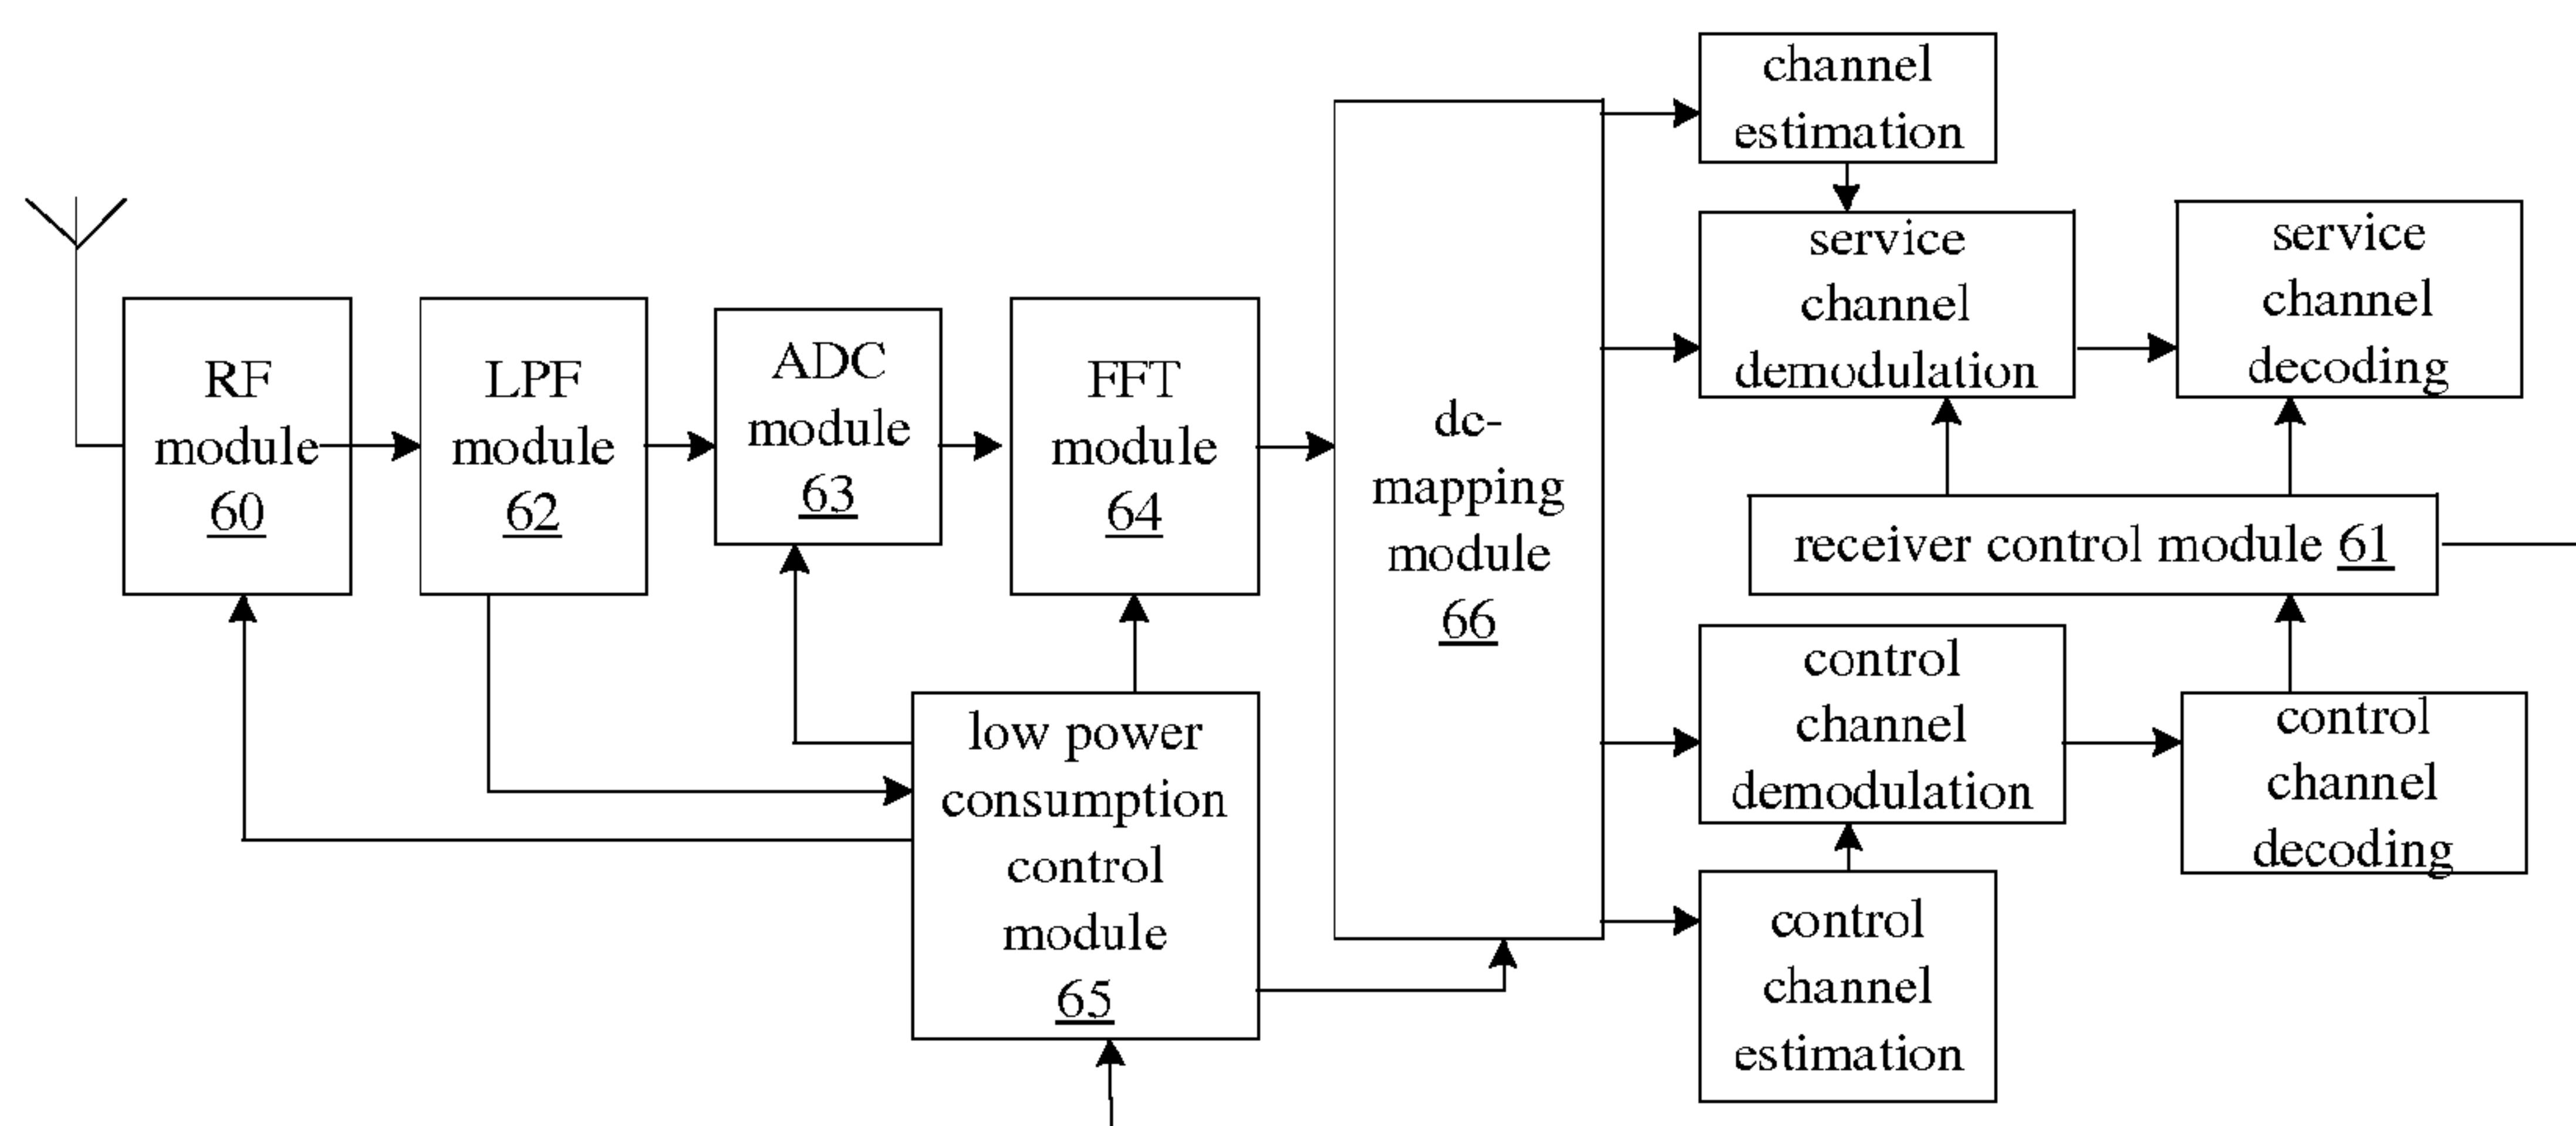 RF
module
60
LPF
module
62
ADC
module
63
FFT
module
64
low power
consumption
control
module
65
de-
mapping
module
66
channel
estimation
service
channel
demodulation
service
channel
decoding
receiver control module 61
control
channel
demodulation
control
channel
decoding
control
channel
estimation